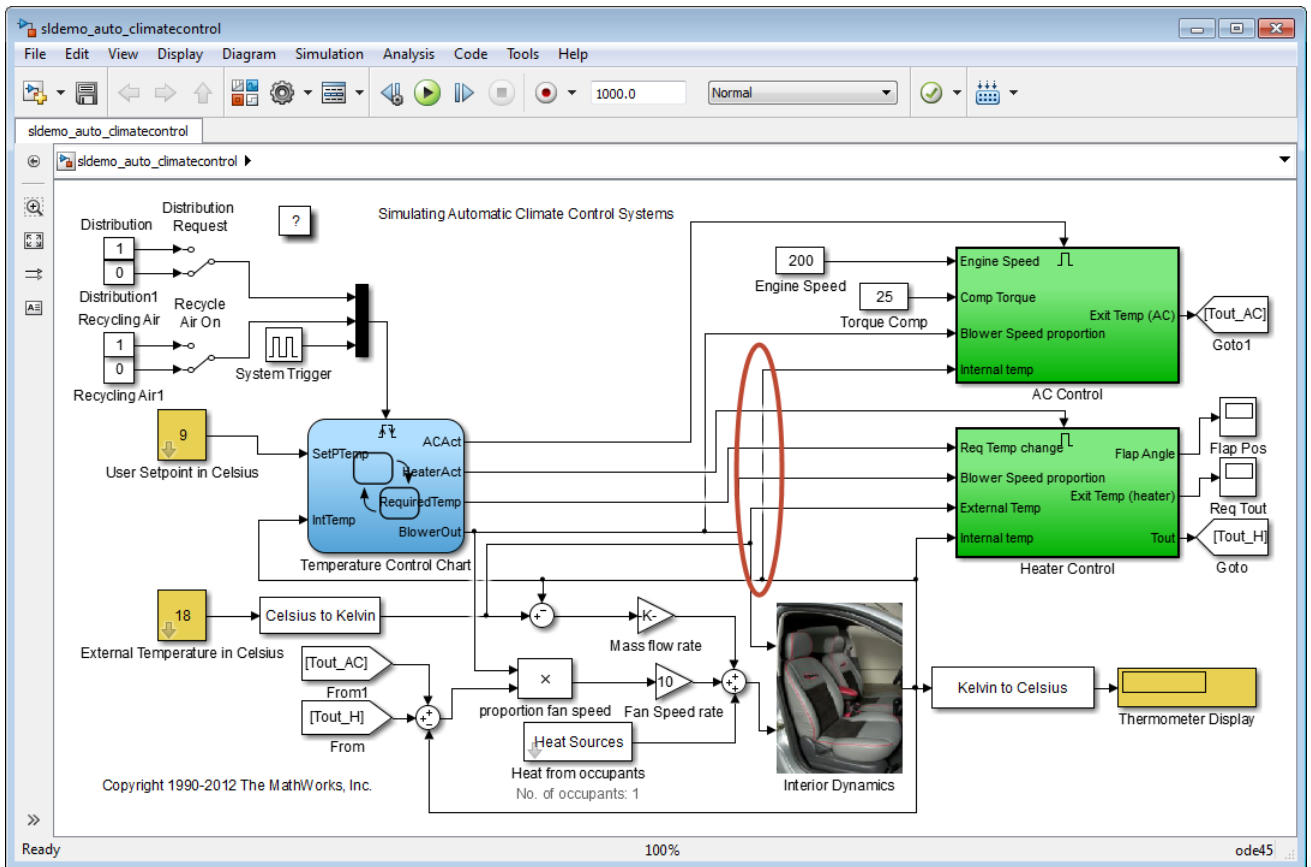 sldemo_auto_climatecontrol
File Edit View Display Diagram Simulation Analysis Code Tools Help
1000.0 Normal
sldemo_auto_climatecontrol
sldemo_auto_climatecontrol
Simulating Automatic Climate Control Systems
?
Distribution
Distribution
Request
1
0
Distribution1
Recycling Air
Recycle
Air On
1
0
Recycling Air1
System Trigger
200
Engine Speed
25
Torque Comp
Engine Speed
Comp Torque
Blower Speed proportion
Internal temp
Exit Temp (AC)
AC Control
[Tout_AC]
Goto1
9
User Setpoint in Celsius
SetPTemp
IntTemp
ACAct
HeaterAct
RequiredTemp
BlowerOut
Temperature Control Chart
Req Temp change
Blower Speed proportion
External Temp
Internal temp
Flap Angle
Exit Temp (heater)
Tout
Heater Control
Flap Pos
Req Tout
[Tout_H]
Goto
18
External Temperature in Celsius
Celsius to Kelvin
-K-
Mass flow rate
[Tout_AC]
From1
[Tout_H]
From
×
proportion fan speed
10
Fan Speed rate
Heat Sources
Heat from occupants
No. of occupants: 1
Interior Dynamics
Kelvin to Celsius
Thermometer Display
Copyright 1990-2012 The MathWorks, Inc.
Ready 100% ode45